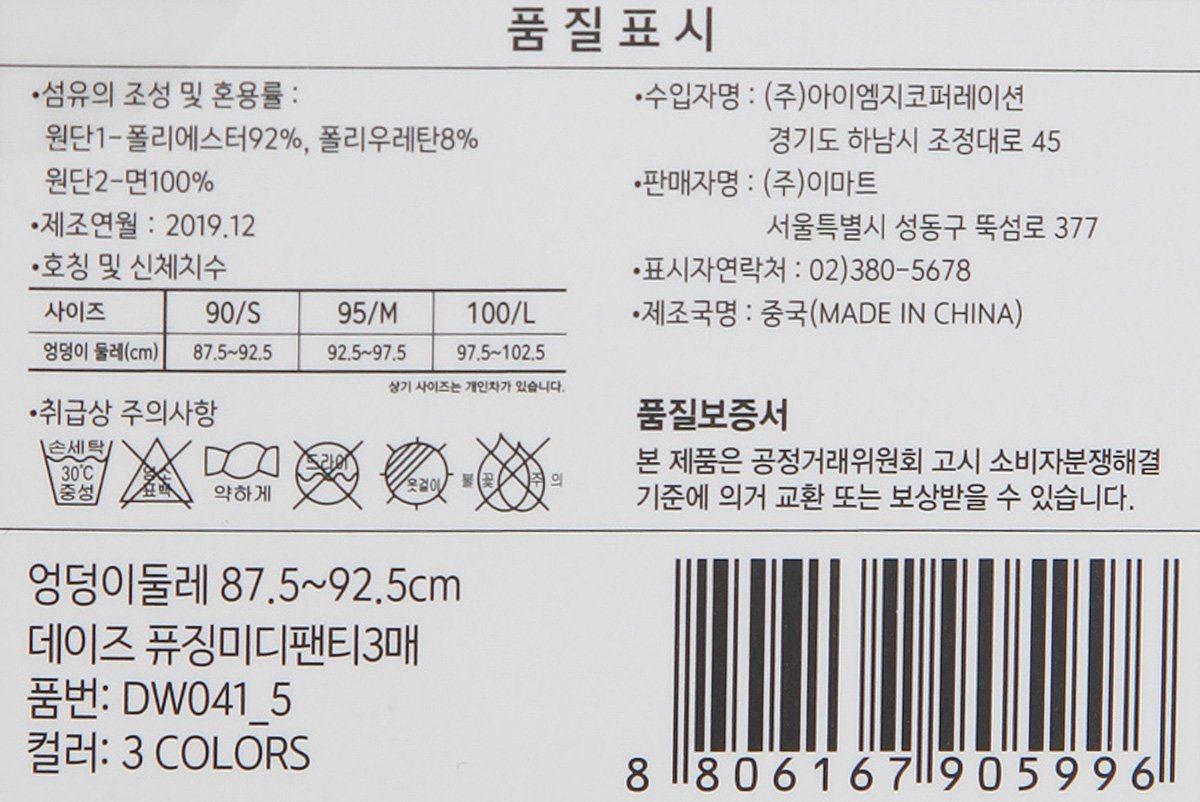 품질표시
•섬유의 조성 및 혼용률 :
원단1-폴리에스터92%, 폴리우레탄8%
원단2-면100%
•제조연월 : 2019.12
•호칭 및 신체치수
사이즈 90/S 95/M 100/L
엉덩이 둘레(cm) 87.5~92.5 92.5~97.5 97.5~102.5
상기 사이즈는 개인차가 있습니다.
•취급상 주의사항
손세탁
30℃
중성
염소
표백
약하게
드라이
옷걸이
불꽃주의
•수입자명 : (주)아이엠지코퍼레이션
경기도 하남시 조정대로 45
•판매자명 : (주)이마트
서울특별시 성동구 뚝섬로 377
•표시자연락처 : 02)380-5678
•제조국명 : 중국(MADE IN CHINA)
품질보증서
본 제품은 공정거래위원회 고시 소비자분쟁해결
기준에 의거 교환 또는 보상받을 수 있습니다.
엉덩이둘레 87.5~92.5cm
데이즈 퓨징미디팬티3매
품번: DW041_5
컬러: 3 COLORS
8 806167 905996